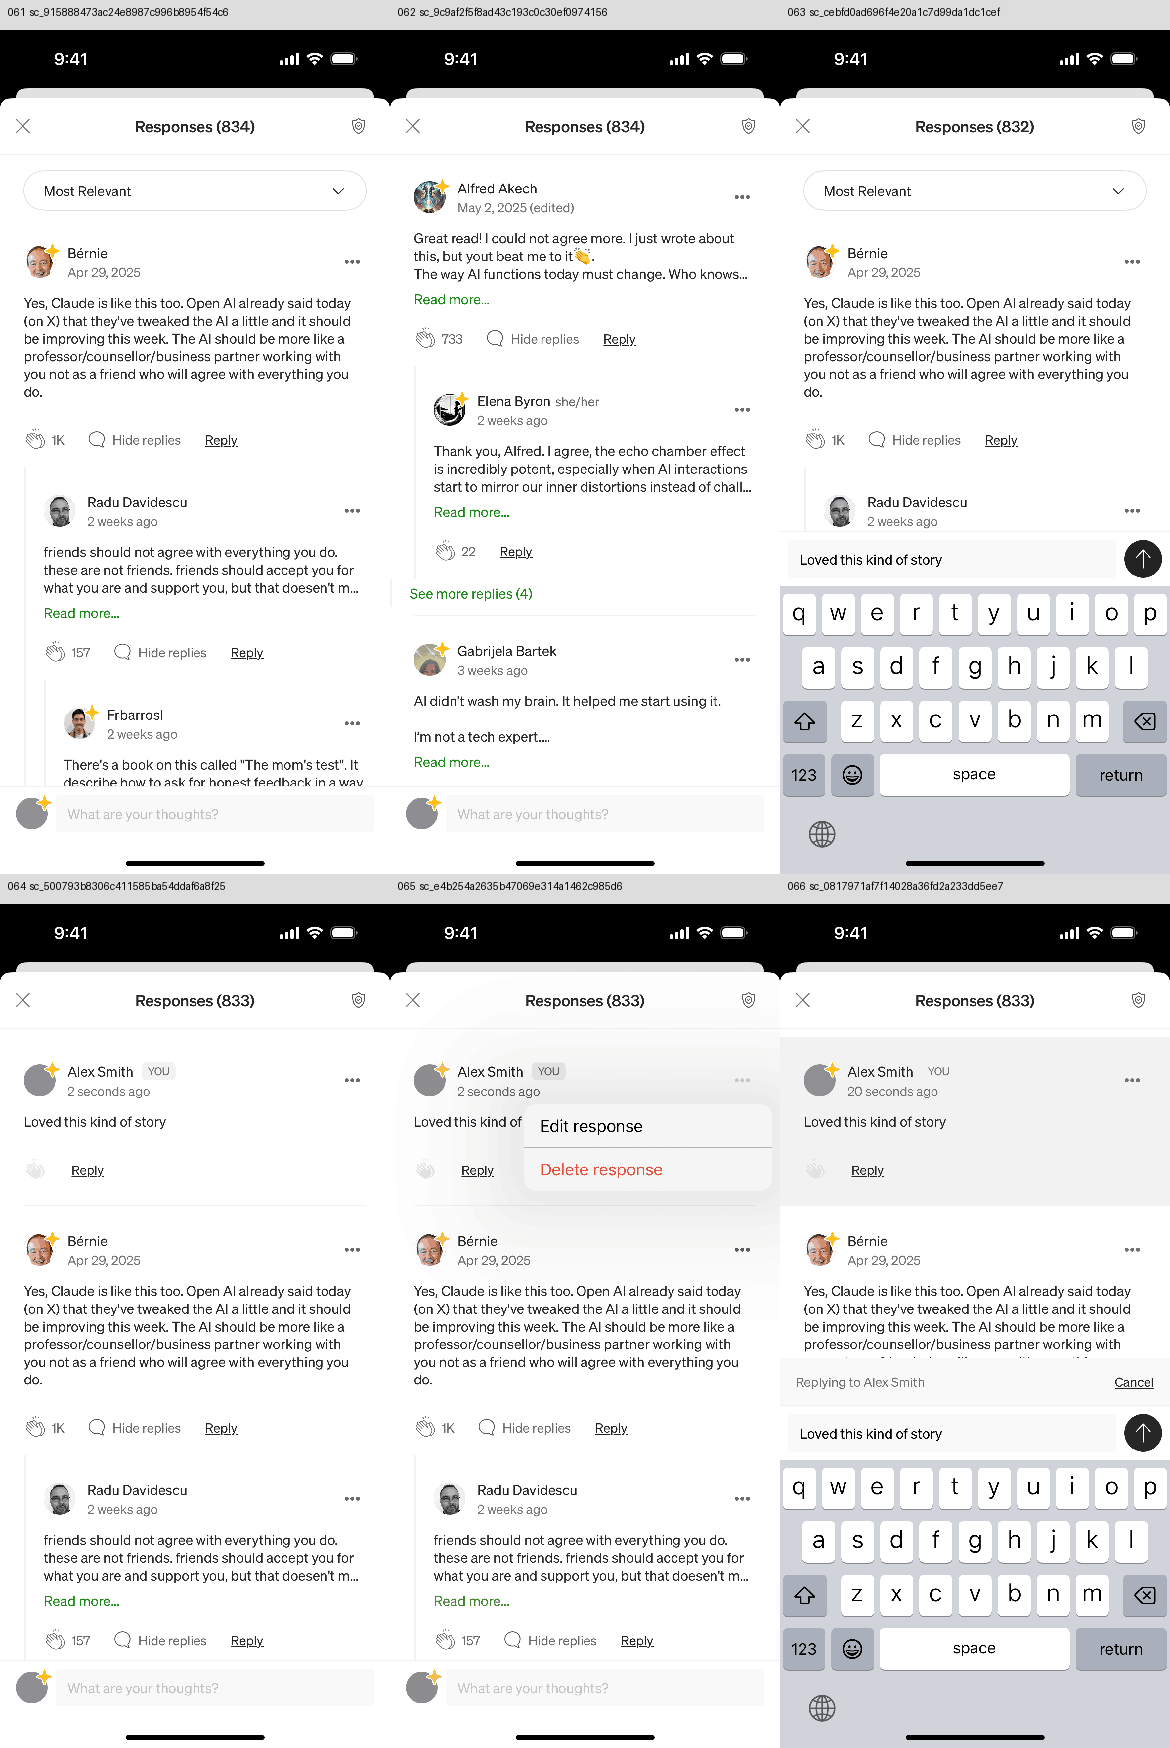 061 sc_915888473ac24e8987c996b8954f54c6
9:41
Responses (834)
Most Relevant
Bérnie
Apr 29, 2025
Yes, Claude is like this too. Open AI already said today
(on X) that they've tweaked the AI a little and it should
be improving this week. The AI should be more like a
professor/counsellor/business partner working with
you not as a friend who will agree with everything you
do.
1K Hide replies Reply
Radu Davidescu
2 weeks ago
friends should not agree with everything you do.
these are not friends. friends should accept you for
what you are and support you, but that doesen't m...
Read more...
157 Hide replies Reply
Frbarrosl
2 weeks ago
There's a book on this called "The mom's test". It
describe how to ask for honest feedback in a way
What are your thoughts?
062 sc_9c9af2f5f8ad43c193c0c30ef0974156
9:41
Responses (834)
Alfred Akech
May 2, 2025 (edited)
Great read! I could not agree more. I just wrote about
this, but yout beat me to it👏.
The way AI functions today must change. Who knows...
Read more...
733 Hide replies Reply
Elena Byron she/her
2 weeks ago
Thank you, Alfred. I agree, the echo chamber effect
is incredibly potent, especially when AI interactions
start to mirror our inner distortions instead of chall...
Read more...
22 Reply
See more replies (4)
Gabrijela Bartek
3 weeks ago
AI didn't wash my brain. It helped me start using it.
I'm not a tech expert....
Read more...
What are your thoughts?
063 sc_cebfd0ad696f4e20a1c7d99da1dc1cef
9:41
Responses (832)
Most Relevant
Bérnie
Apr 29, 2025
Yes, Claude is like this too. Open AI already said today
(on X) that they've tweaked the AI a little and it should
be improving this week. The AI should be more like a
professor/counsellor/business partner working with
you not as a friend who will agree with everything you
do.
1K Hide replies Reply
Radu Davidescu
2 weeks ago
Loved this kind of story
q w e r t y u i o p
a s d f g h j k l
z x c v b n m
123 space return
064 sc_500793b8306c411585ba54ddaf6a8f25
9:41
Responses (833)
Alex Smith YOU
2 seconds ago
Loved this kind of story
Reply
Bérnie
Apr 29, 2025
Yes, Claude is like this too. Open AI already said today
(on X) that they've tweaked the AI a little and it should
be improving this week. The AI should be more like a
professor/counsellor/business partner working with
you not as a friend who will agree with everything you
do.
1K Hide replies Reply
Radu Davidescu
2 weeks ago
friends should not agree with everything you do.
these are not friends. friends should accept you for
what you are and support you, but that doesen't m...
Read more...
157 Hide replies Reply
What are your thoughts?
065 sc_e4b254a2635b47069e314a1462c985d6
9:41
Responses (833)
Alex Smith YOU
2 seconds ago
Loved this kind of
Edit response
Delete response
Reply
Bérnie
Apr 29, 2025
Yes, Claude is like this too. Open AI already said today
(on X) that they've tweaked the AI a little and it should
be improving this week. The AI should be more like a
professor/counsellor/business partner working with
you not as a friend who will agree with everything you
do.
1K Hide replies Reply
Radu Davidescu
2 weeks ago
friends should not agree with everything you do.
these are not friends. friends should accept you for
what you are and support you, but that doesen't m...
Read more...
157 Hide replies Reply
What are your thoughts?
066 sc_0817971af7f14028a36fd2a233dd5ee7
9:41
Responses (833)
Alex Smith YOU
20 seconds ago
Loved this kind of story
Reply
Bérnie
Apr 29, 2025
Yes, Claude is like this too. Open AI already said today
(on X) that they've tweaked the AI a little and it should
be improving this week. The AI should be more like a
professor/counsellor/business partner working with
Replying to Alex Smith Cancel
Loved this kind of story
q w e r t y u i o p
a s d f g h j k l
z x c v b n m
123 space return